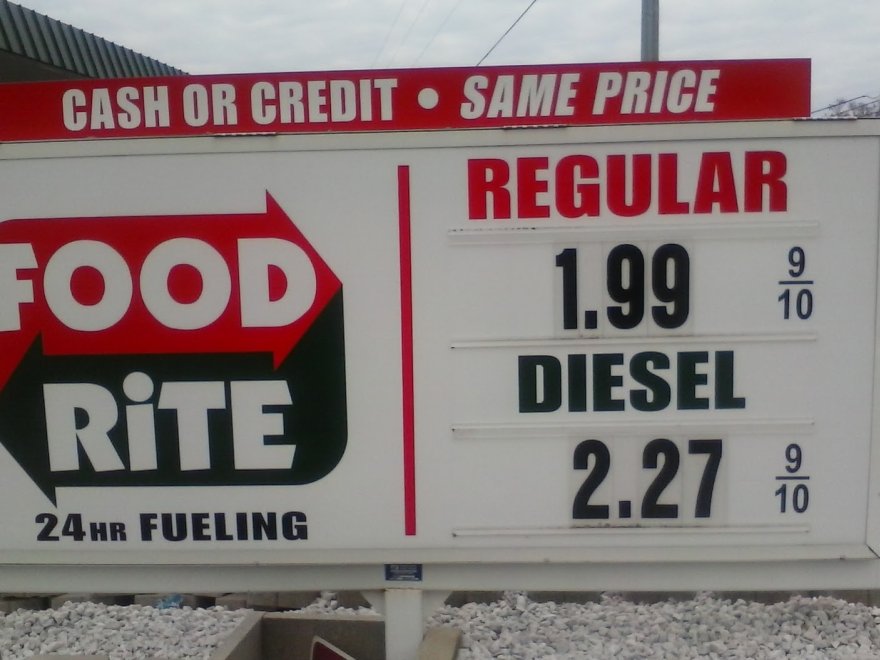 CASH OR CREDIT • SAME PRICE
FOOD
RiTE
24HR FUELING
REGULAR
1.99 9/10
DIESEL
2.27 9/10